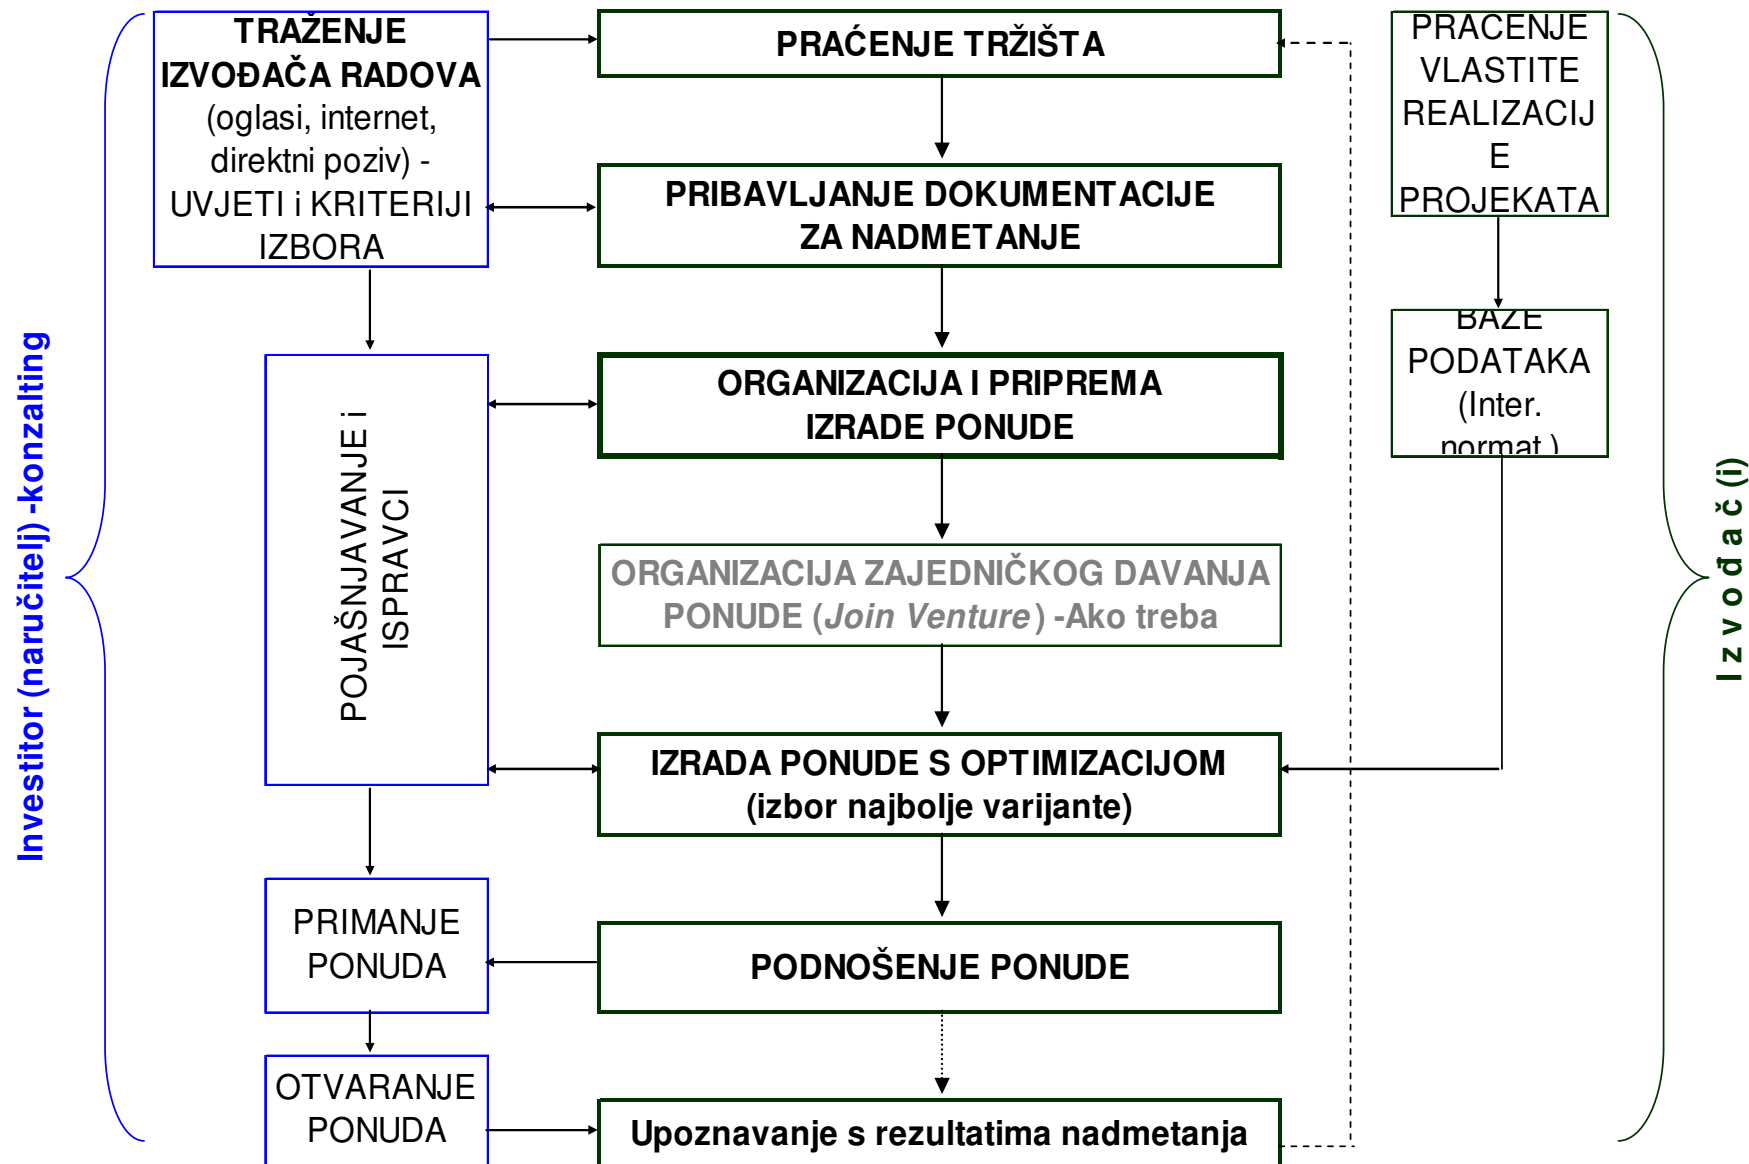 TRAŽENJE
IZVOĐAČA RADOVA
(oglasi, internet,
direktni poziv) -
UVJETI i KRITERIJI
IZBORA
PRAĆENJE TRŽIŠTA
PRIBAVLJANJE DOKUMENTACIJE
ZA NADMETANJE
ORGANIZACIJA I PRIPREMA
IZRADE PONUDE
ORGANIZACIJA ZAJEDNIČKOG DAVANJA
PONUDE (Join Venture) -Ako treba
IZRADA PONUDE S OPTIMIZACIJOM
(izbor najbolje varijante)
PODNOŠENJE PONUDE
Upoznavanje s rezultatima nadmetanja
POJAŠNJAVANJE i
ISPRAVCI
PRIMANJE
PONUDA
OTVARANJE
PONUDA
PRAĆENJE
VLASTITE
REALIZACIJ
E
PROJEKATA
BAZE
PODATAKA
(Inter.
normat.)
Investitor (naručitelj) -konzalting
I z v o đ a č (i)